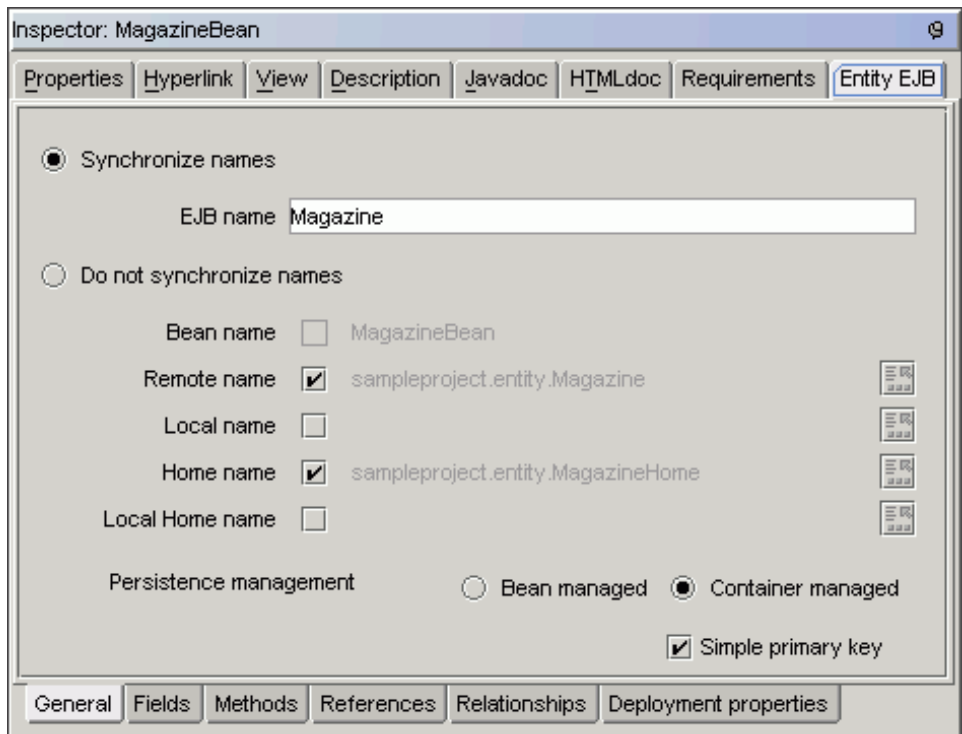 Inspector: MagazineBean
Properties Hyperlink View Description Javadoc HTMLdoc Requirements Entity EJB
Synchronize names
EJB name Magazine
Do not synchronize names
Bean name MagazineBean
Remote name sampleproject.entity.Magazine
Local name
Home name sampleproject.entity.MagazineHome
Local Home name
Persistence management Bean managed Container managed
Simple primary key
General Fields Methods References Relationships Deployment properties